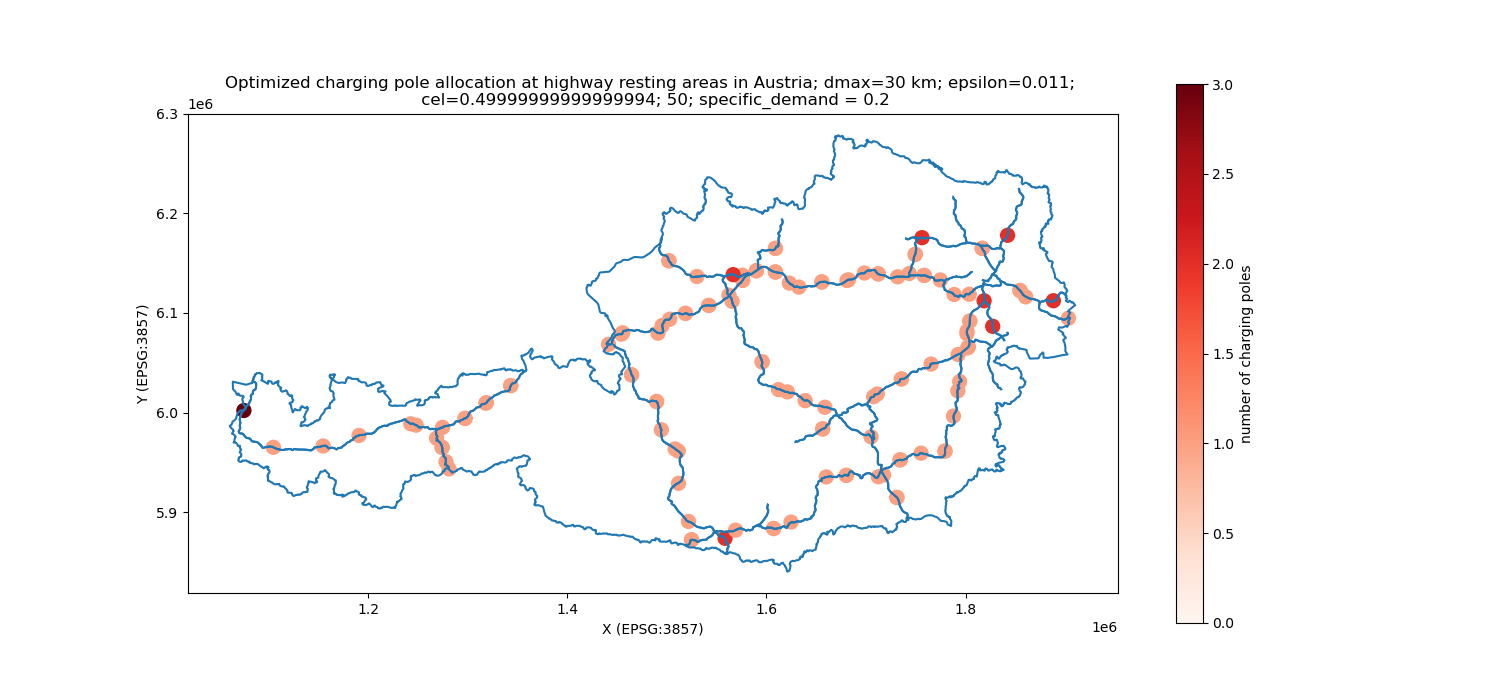 Optimized charging pole allocation at highway resting areas in Austria; dmax=30 km; epsilon=0.011;
cel=0.49999999999999994; 50; specific_demand = 0.2
1e6
6.3
6.2
6.1
6.0
5.9
Y (EPSG:3857)
1.2
1.4
1.6
1.8
1e6
X (EPSG:3857)
3.0
2.5
2.0
1.5
1.0
0.5
0.0
number of charging poles